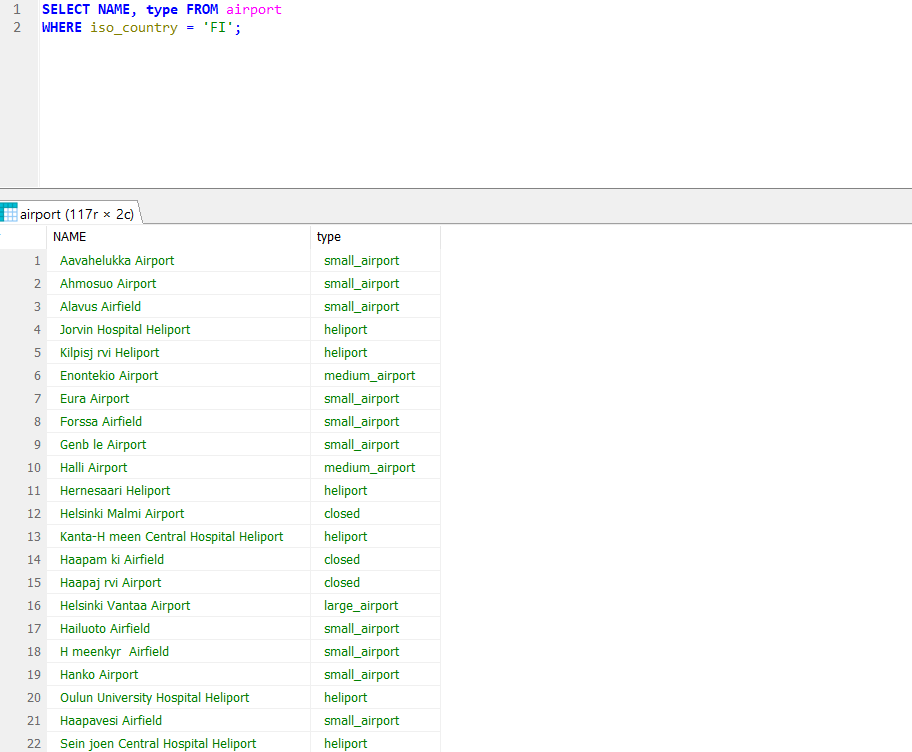 1 SELECT NAME, type FROM airport
2 WHERE iso_country = 'FI';
airport (117r × 2c)
NAME type
1 Aavahelukka Airport small_airport
2 Ahmosuo Airport small_airport
3 Alavus Airfield small_airport
4 Jorvin Hospital Heliport heliport
5 Kilpisj rvi Heliport heliport
6 Enontekio Airport medium_airport
7 Eura Airport small_airport
8 Forssa Airfield small_airport
9 Genb le Airport small_airport
10 Halli Airport medium_airport
11 Hernesaari Heliport heliport
12 Helsinki Malmi Airport closed
13 Kanta-H meen Central Hospital Heliport heliport
14 Haapam ki Airfield closed
15 Haapaj rvi Airport closed
16 Helsinki Vantaa Airport large_airport
17 Hailuoto Airfield small_airport
18 H meenkyr  Airfield small_airport
19 Hanko Airport small_airport
20 Oulun University Hospital Heliport heliport
21 Haapavesi Airfield small_airport
22 Sein joen Central Hospital Heliport heliport